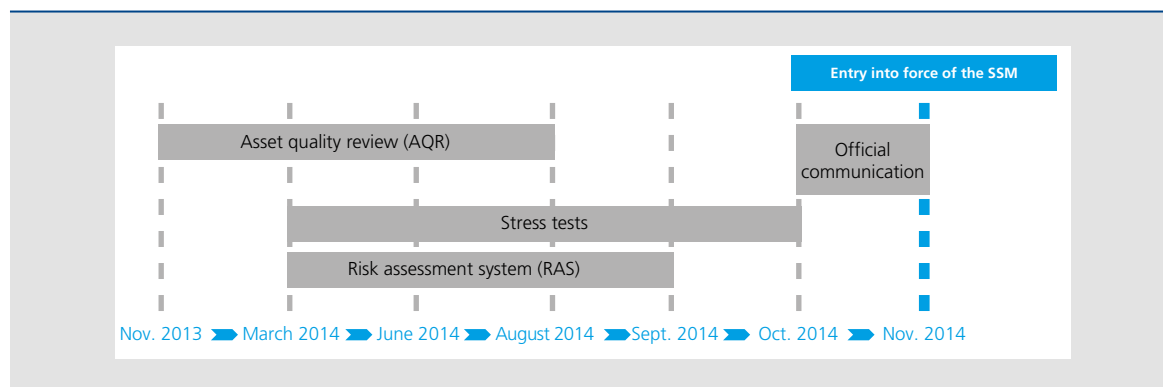 Entry into force of the SSM
Asset quality review (AQR)
Official
communication
Stress tests
Risk assessment system (RAS)
Nov. 2013 March 2014 June 2014 August 2014 Sept. 2014 Oct. 2014 Nov. 2014